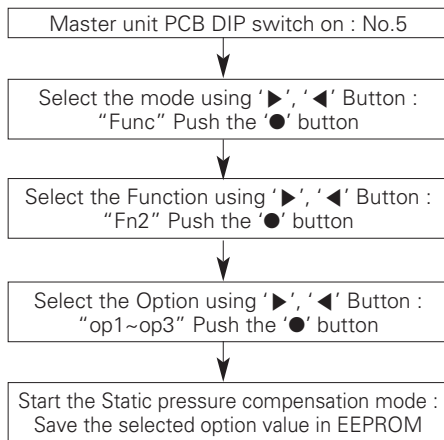 Master unit PCB DIP switch on : No.5
Select the mode using ‘▶’, ‘◀’ Button :
“Func” Push the ‘●’ button
Select the Function using ‘▶’, ‘◀’ Button :
“Fn2” Push the ‘●’ button
Select the Option using ‘▶’, ‘◀’ Button :
“op1~op3” Push the ‘●’ button
Start the Static pressure compensation mode :
Save the selected option value in EEPROM